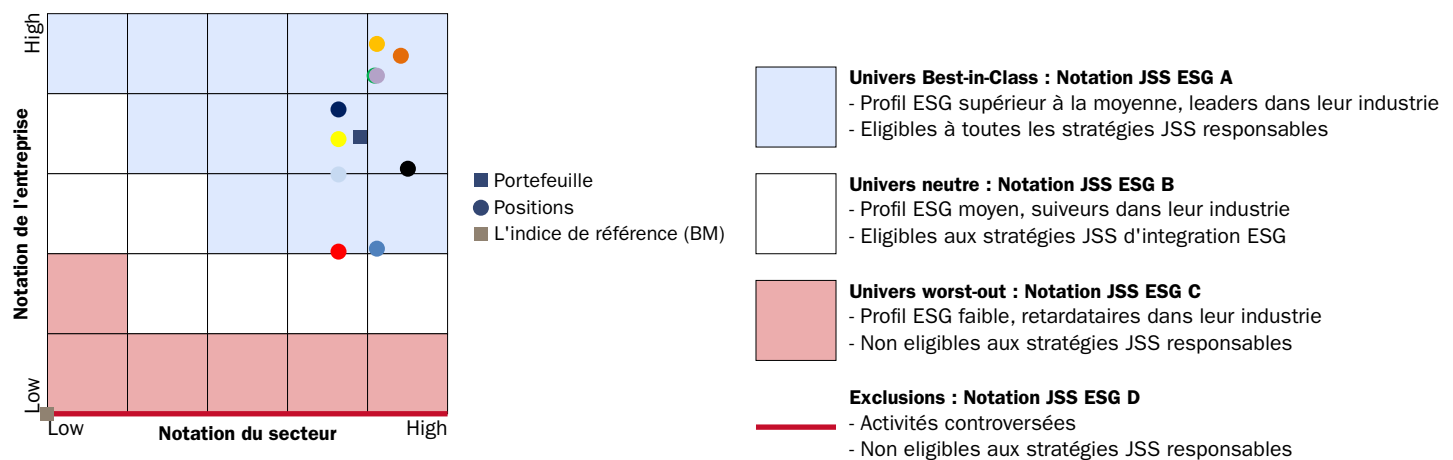 High
Notation de l'entreprise
Low
Low
Notation du secteur
High
Portefeuille
Positions
L'indice de référence (BM)
Univers Best-in-Class : Notation JSS ESG A
- Profil ESG supérieur à la moyenne, leaders dans leur industrie
- Eligibles à toutes les stratégies JSS responsables
Univers neutre : Notation JSS ESG B
- Profil ESG moyen, suiveurs dans leur industrie
- Eligibles aux stratégies JSS d'integration ESG
Univers worst-out : Notation JSS ESG C
- Profil ESG faible, retardataires dans leur industrie
- Non eligibles aux stratégies JSS responsables
Exclusions : Notation JSS ESG D
- Activités controversées
- Non eligibles aux stratégies JSS responsables